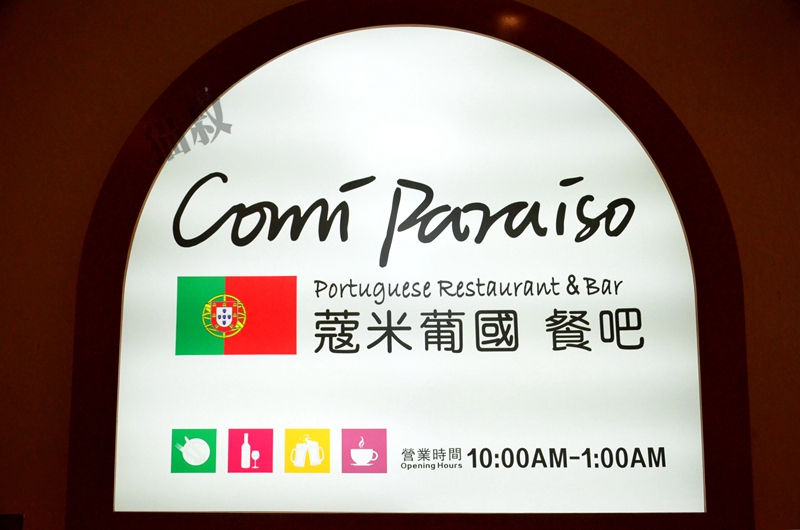 Comí Paraíso
Portuguese Restaurant & Bar
蔻米葡國 餐吧
營業時間
Opening Hours
10:00AM-1:00AM